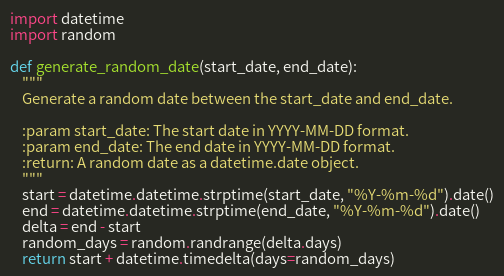 import datetime
import random

def generate_random_date(start_date, end_date):
    """
    Generate a random date between the start_date and end_date.

    :param start_date: The start date in YYYY-MM-DD format.
    :param end_date: The end date in YYYY-MM-DD format.
    :return: A random date as a datetime.date object.
    """
    start = datetime.datetime.strptime(start_date, "%Y-%m-%d").date()
    end = datetime.datetime.strptime(end_date, "%Y-%m-%d").date()
    delta = end - start
    random_days = random.randrange(delta.days)
    return start + datetime.timedelta(days=random_days)